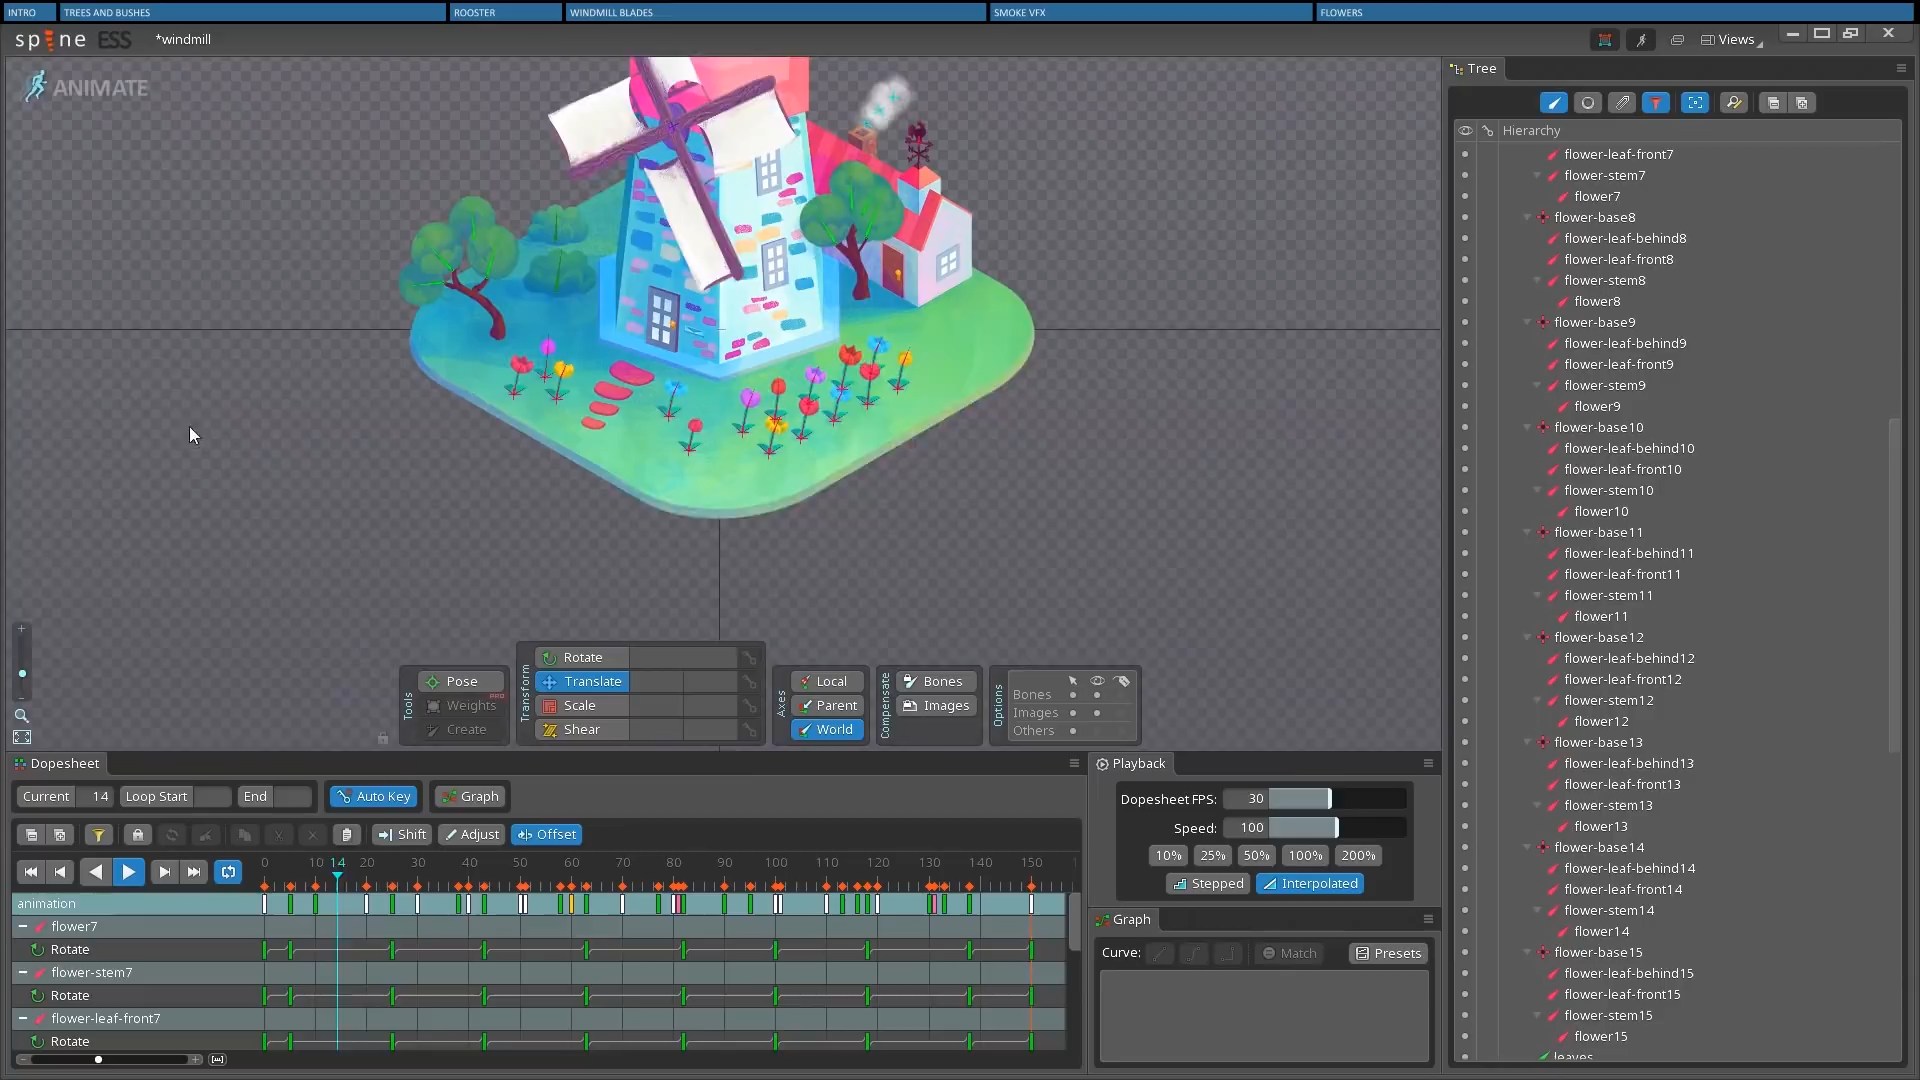 INTRO
TREES AND BUSHES
ROOSTER
WINDMILL BLADES
SMOKE VFX
FLOWERS
spine ESS
*windmill
Views
ANIMATE
Tree
Hierarchy
flower-leaf-front7
flower-stem7
flower7
flower-base8
flower-leaf-behind8
flower-leaf-front8
flower-stem8
flower8
flower-base9
flower-leaf-behind9
flower-leaf-front9
flower-stem9
flower9
flower-base10
flower-leaf-behind10
flower-leaf-front10
flower-stem10
flower10
flower-base11
flower-leaf-behind11
flower-leaf-front11
flower-stem11
flower11
flower-base12
flower-leaf-behind12
flower-leaf-front12
flower-stem12
flower12
flower-base13
flower-leaf-behind13
flower-leaf-front13
flower-stem13
flower13
flower-base14
flower-leaf-behind14
flower-leaf-front14
flower-stem14
flower14
flower-base15
flower-leaf-behind15
flower-leaf-front15
flower-stem15
flower15
leaves
Tools
Pose
PRO
Weights
Create
Transform
Rotate
Translate
Scale
Shear
Axes
Local
Parent
World
Compensate
Bones
Images
Options
Bones
Images
Others
Dopesheet
Current 14 Loop Start End Auto Key Graph
Shift Adjust Offset
0 10 14 20 30 40 50 60 70 80 90 100 110 120 130 140 150
animation
flower7
Rotate
flower-stem7
Rotate
flower-leaf-front7
Rotate
Playback
Dopesheet FPS: 30
Speed: 100
10% 25% 50% 100% 200%
Stepped Interpolated
Graph
Curve: Match Presets